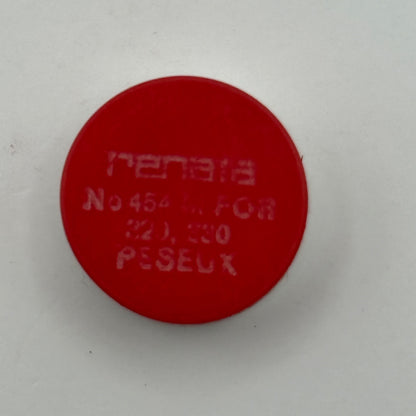 renata
No 454 FOR
320, 330
PESEUX